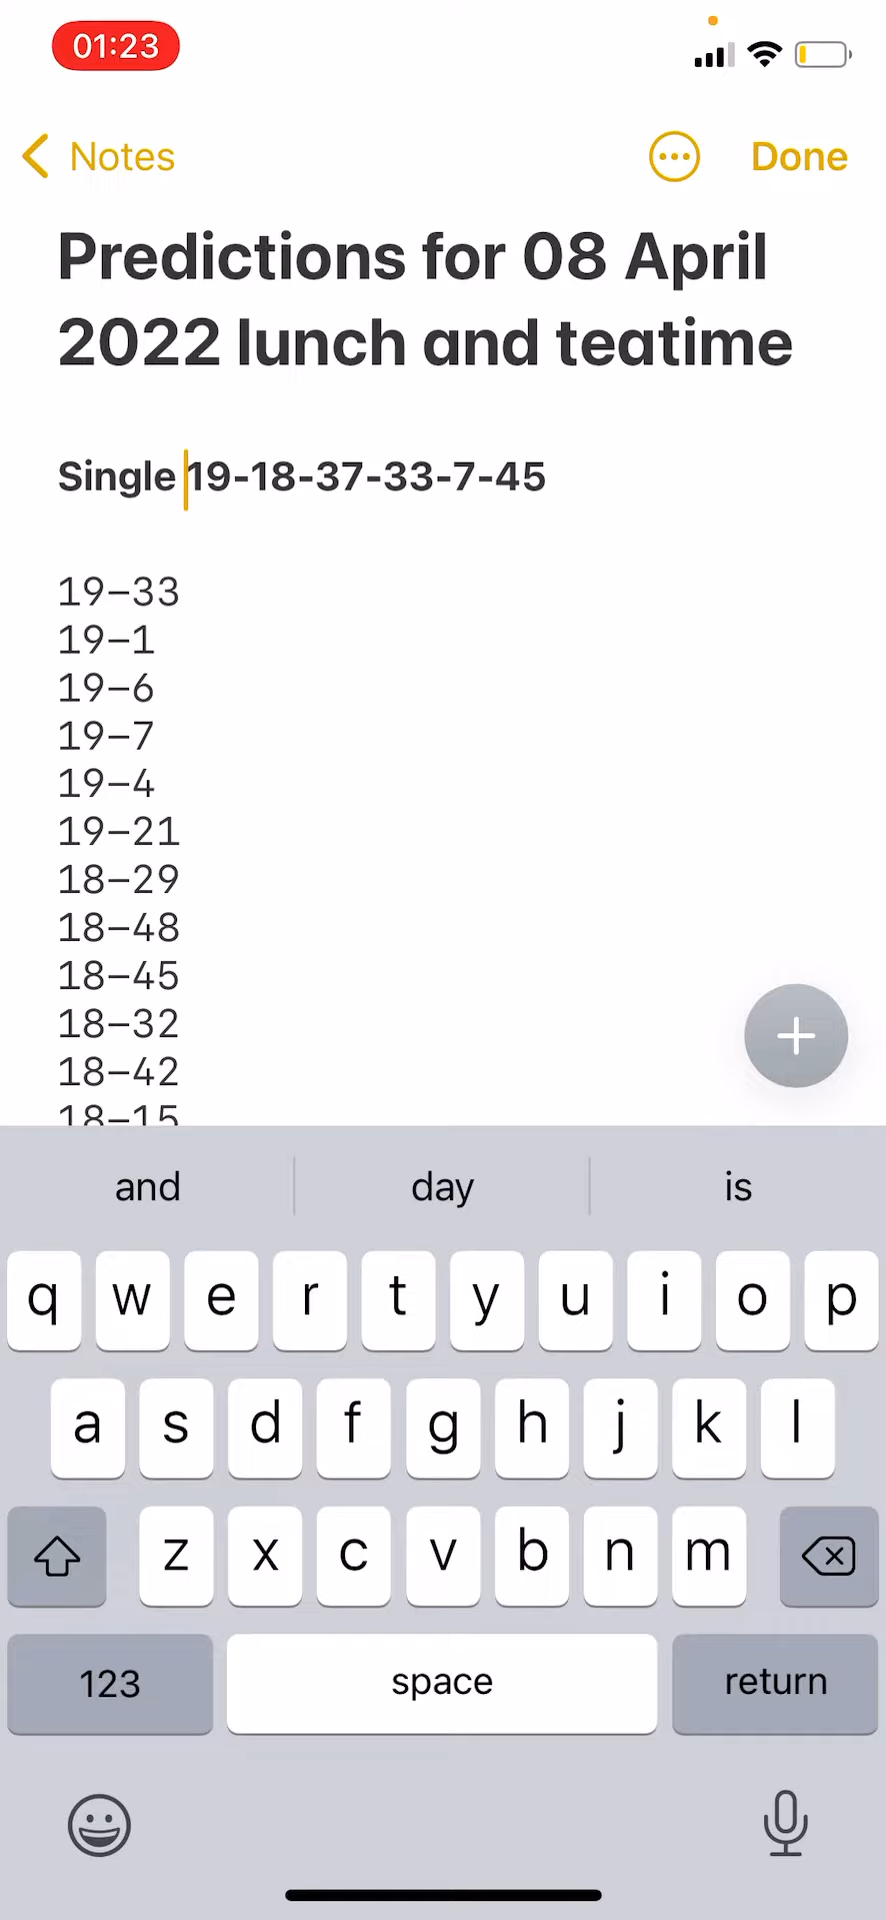 01:23
Notes
Done
Predictions for 08 April
2022 lunch and teatime
Single 19-18-37-33-7-45
19–33
19–1
19–6
19–7
19–4
19–21
18–29
18–48
18–45
18–32
18–42
18–15
and day is
q w e r t y u i o p
a s d f g h j k l
z x c v b n m
123 space return